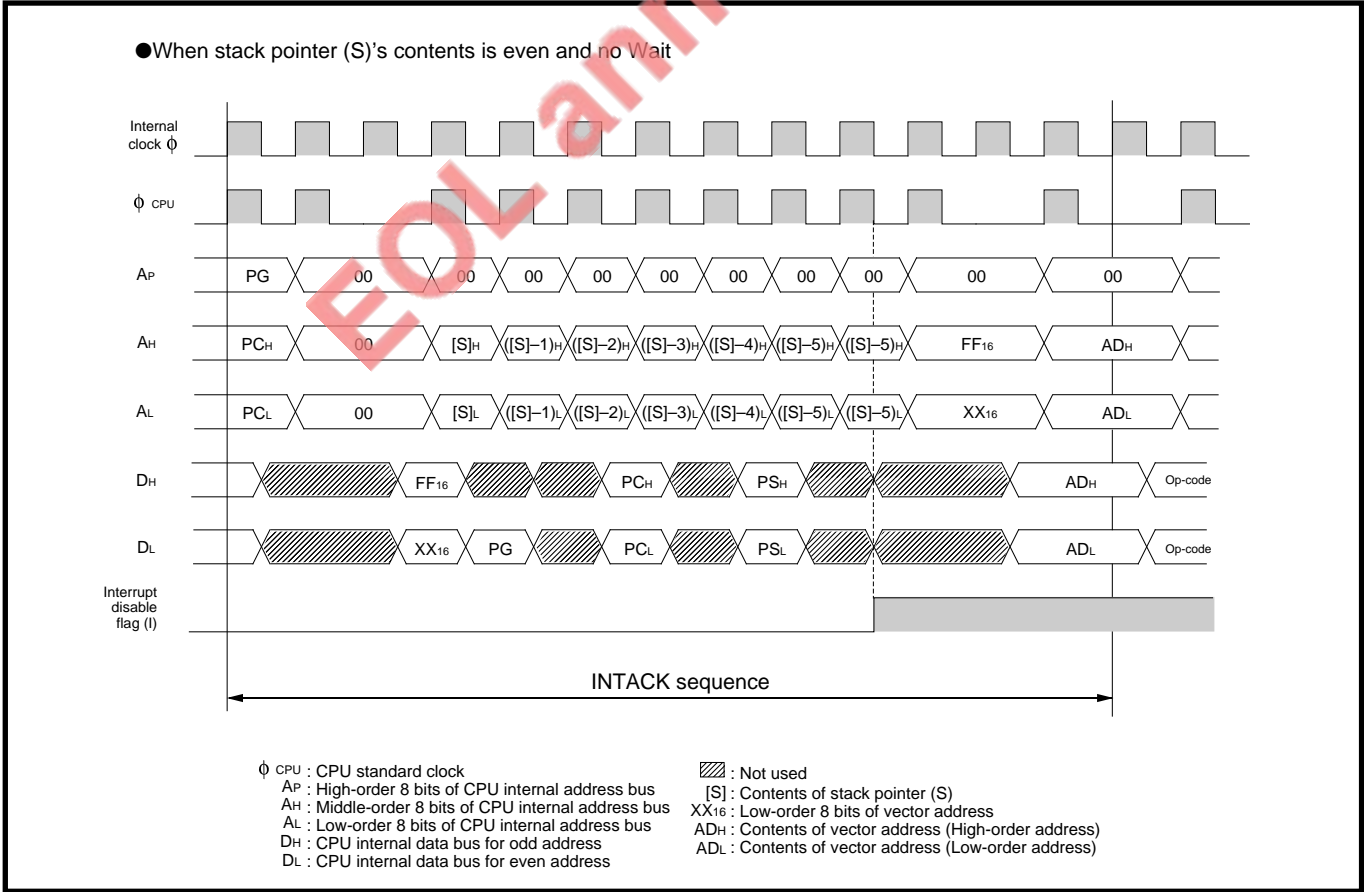 ●When stack pointer (S)'s contents is even and no Wait
Internal
clock ϕ
ϕ CPU
AP PG 00 00 00 00 00 00 00 00 00 00
AH PCH 00 [S]H ([S]–1)H ([S]–2)H ([S]–3)H ([S]–4)H ([S]–5)H ([S]–5)H FF16 ADH
AL PCL 00 [S]L ([S]–1)L ([S]–2)L ([S]–3)L ([S]–4)L ([S]–5)L ([S]–5)L XX16 ADL
DH FF16 PCH PSH ADH Op-code
DL XX16 PG PCL PSL ADL Op-code
Interrupt
disable
flag (I)
INTACK sequence
ϕ CPU : CPU standard clock
AP : High-order 8 bits of CPU internal address bus
AH : Middle-order 8 bits of CPU internal address bus
AL : Low-order 8 bits of CPU internal address bus
DH : CPU internal data bus for odd address
DL : CPU internal data bus for even address
: Not used
[S] : Contents of stack pointer (S)
XX16 : Low-order 8 bits of vector address
ADH : Contents of vector address (High-order address)
ADL : Contents of vector address (Low-order address)
EOL